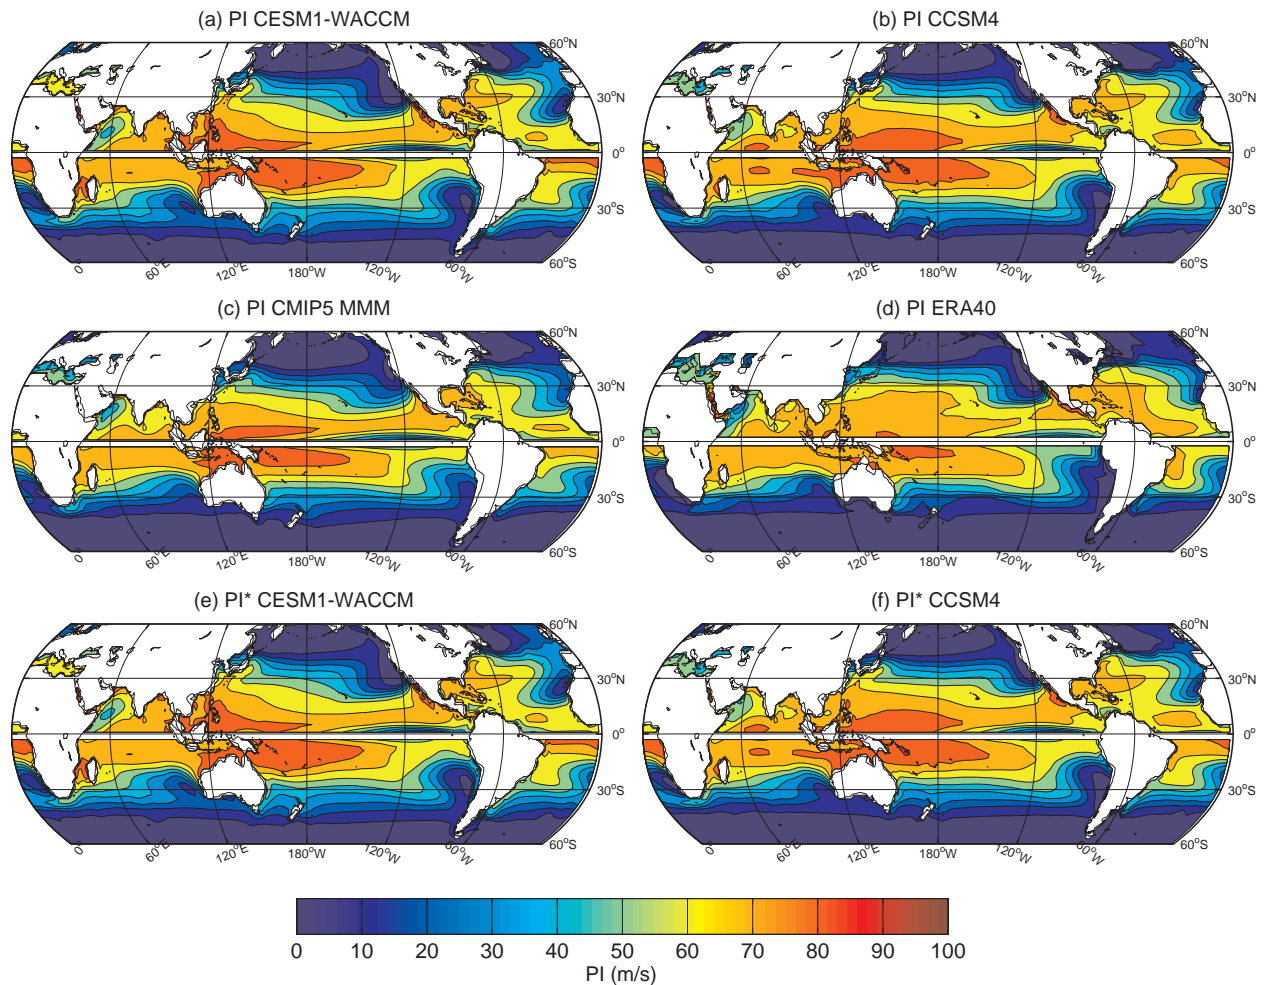 (a) PI CESM1-WACCM
(b) PI CCSM4
60°N
30°N
0°
30°S
60°S
0°
60°E
120°E
180°W
120°W
60°W
60°N
30°N
0°
30°S
60°S
0°
60°E
120°E
180°W
120°W
60°W
(c) PI CMIP5 MMM
(d) PI ERA40
60°N
30°N
0°
30°S
60°S
0°
60°E
120°E
180°W
120°W
60°W
60°N
30°N
0°
30°S
60°S
0°
60°E
120°E
180°W
120°W
60°W
(e) PI* CESM1-WACCM
(f) PI* CCSM4
60°N
30°N
0°
30°S
60°S
0°
60°E
120°E
180°W
120°W
60°W
60°N
30°N
0°
30°S
60°S
0°
60°E
120°E
180°W
120°W
60°W
0 10 20 30 40 50 60 70 80 90 100
PI (m/s)